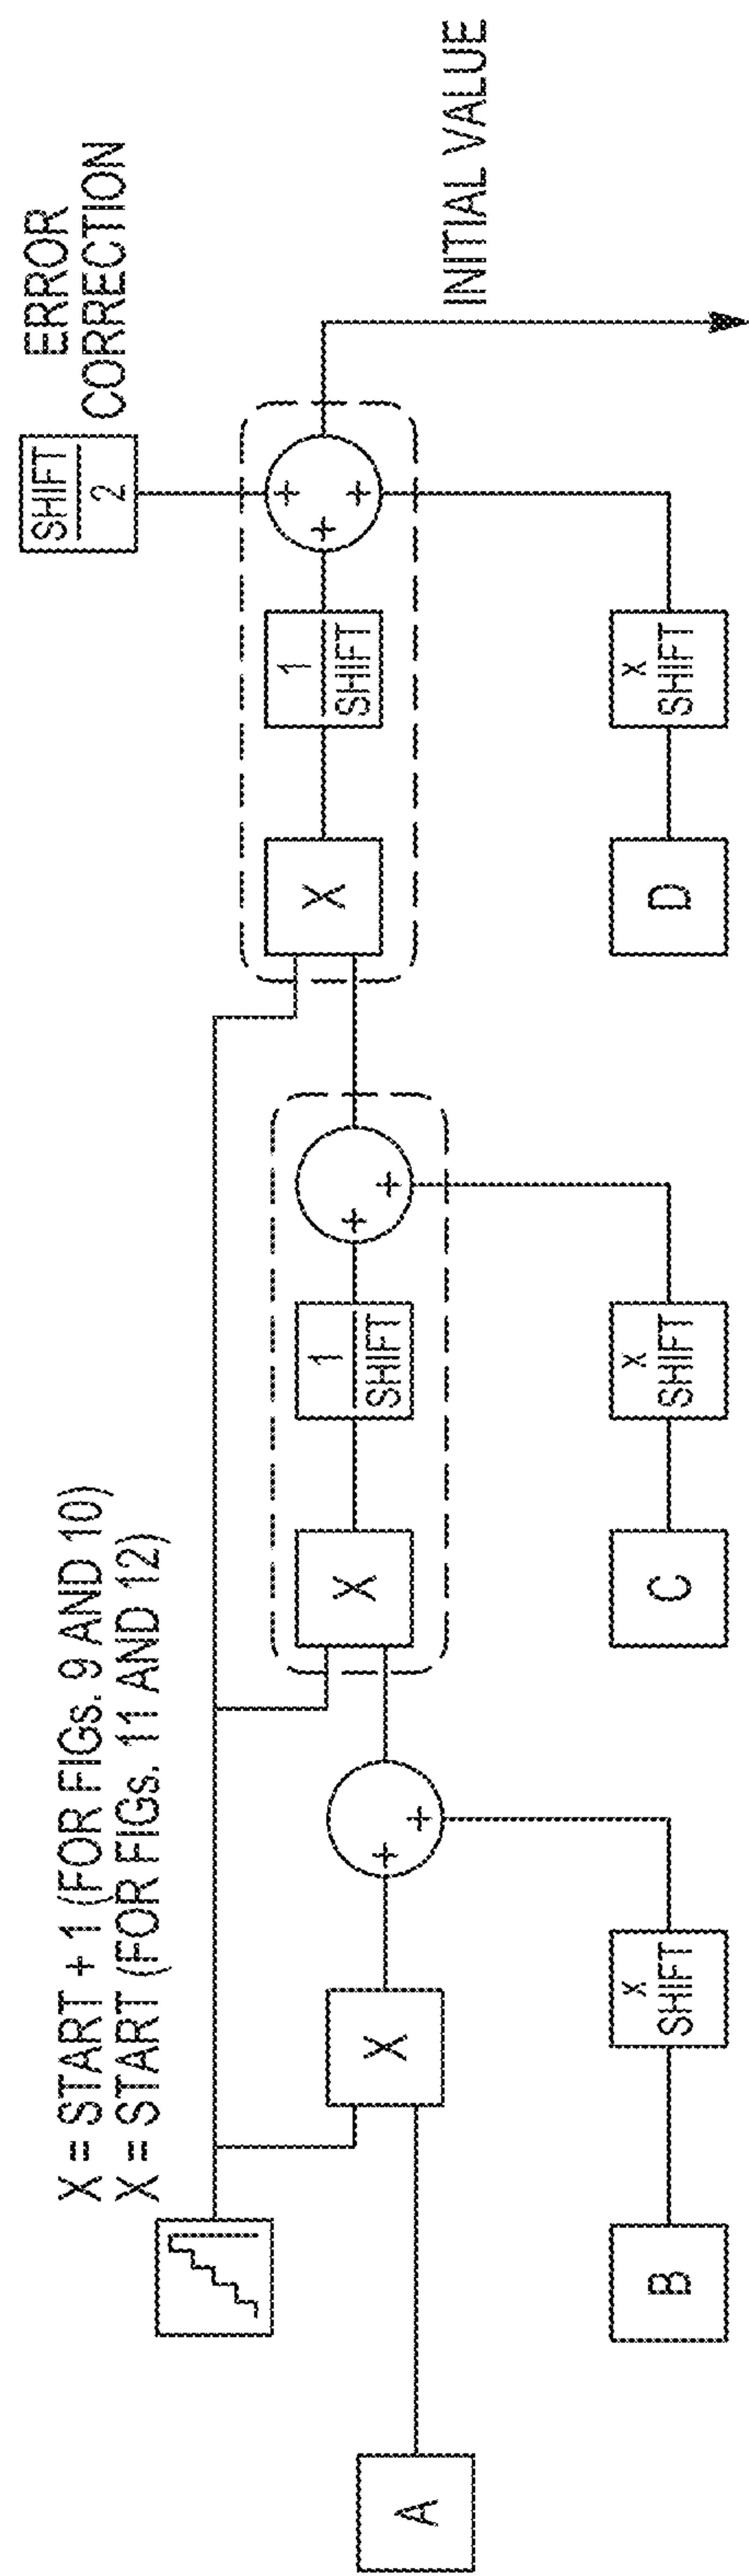 X = START + 1 (FOR FIGs. 9 AND 10)
X = START (FOR FIGs. 11 AND 12)
ERROR
CORRECTION
SHIFT
2
A
X
+
+
X
1
SHIFT
+
+
X
1
SHIFT
+
+
+
INITIAL VALUE
B
x
SHIFT
C
x
SHIFT
D
x
SHIFT